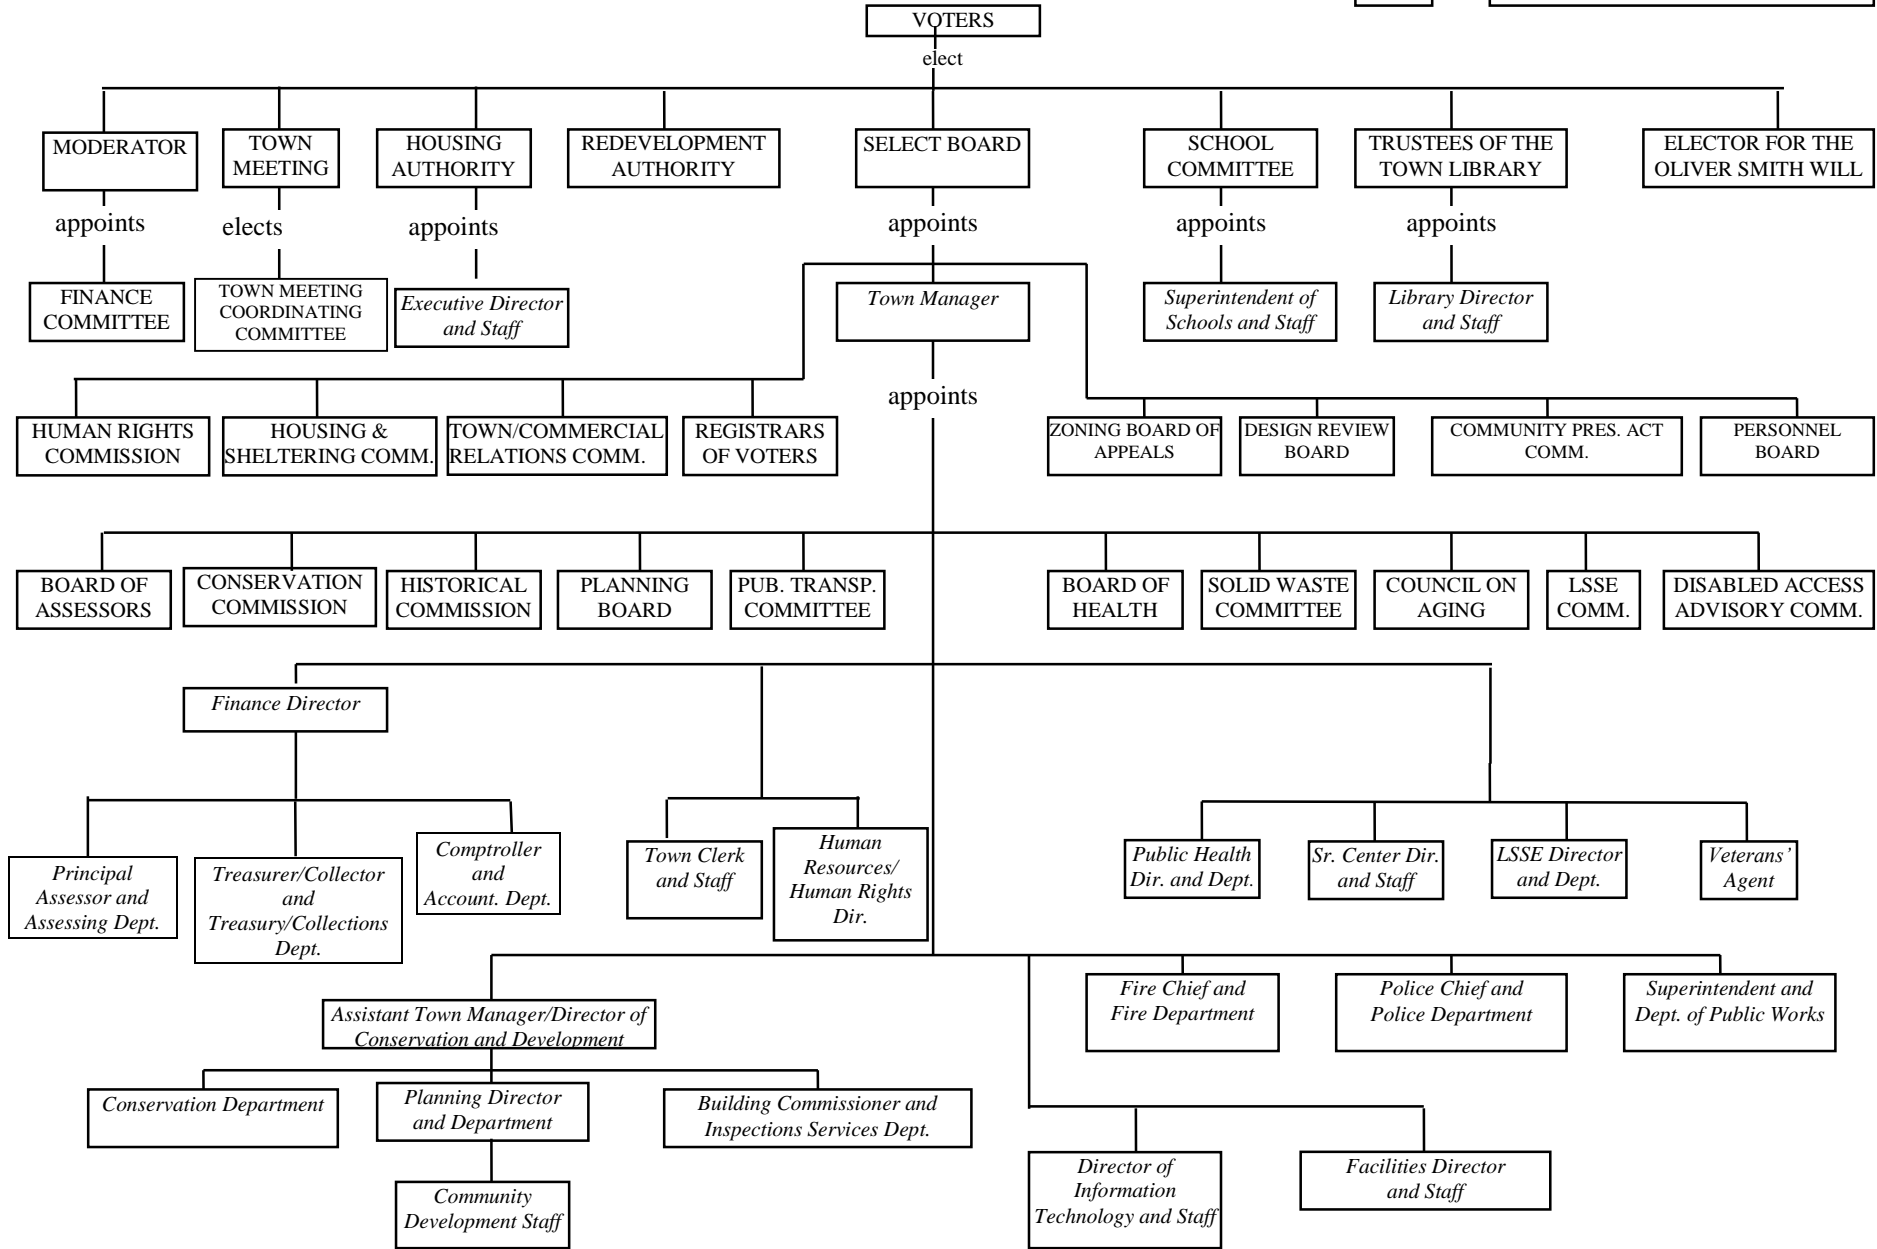 VOTERS
elect
MODERATOR
TOWN
MEETING
HOUSING
AUTHORITY
REDEVELOPMENT
AUTHORITY
SELECT BOARD
SCHOOL
COMMITTEE
TRUSTEES OF THE
TOWN LIBRARY
ELECTOR FOR THE
OLIVER SMITH WILL
appoints
elects
appoints
appoints
appoints
appoints
FINANCE
COMMITTEE
TOWN MEETING
COORDINATING
COMMITTEE
Executive Director
and Staff
Town Manager
Superintendent of
Schools and Staff
Library Director
and Staff
appoints
HUMAN RIGHTS
COMMISSION
HOUSING &
SHELTERING COMM.
TOWN/COMMERCIAL
RELATIONS COMM.
REGISTRARS
OF VOTERS
ZONING BOARD OF
APPEALS
DESIGN REVIEW
BOARD
COMMUNITY PRES. ACT
COMM.
PERSONNEL
BOARD
BOARD OF
ASSESSORS
CONSERVATION
COMMISSION
HISTORICAL
COMMISSION
PLANNING
BOARD
PUB. TRANSP.
COMMITTEE
BOARD OF
HEALTH
SOLID WASTE
COMMITTEE
COUNCIL ON
AGING
LSSE
COMM.
DISABLED ACCESS
ADVISORY COMM.
Finance Director
Principal
Assessor and
Assessing Dept.
Treasurer/Collector
and
Treasury/Collections
Dept.
Comptroller
and
Account. Dept.
Town Clerk
and Staff
Human
Resources/
Human Rights
Dir.
Public Health
Dir. and Dept.
Sr. Center Dir.
and Staff
LSSE Director
and Dept.
Veterans'
Agent
Assistant Town Manager/Director of
Conservation and Development
Fire Chief and
Fire Department
Police Chief and
Police Department
Superintendent and
Dept. of Public Works
Conservation Department
Planning Director
and Department
Building Commissioner and
Inspections Services Dept.
Community
Development Staff
Director of
Information
Technology and Staff
Facilities Director
and Staff